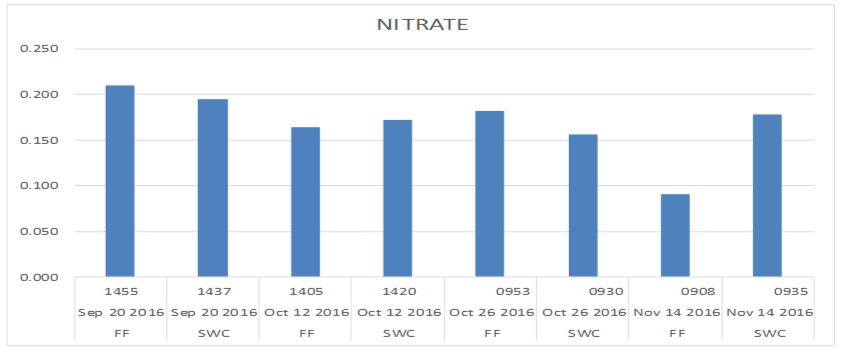 NITRATE
0.250
0.200
0.150
0.100
0.050
0.000
1455 1437 1405 1420 0953 0930 0908 0935
Sep 20 2016 Sep 20 2016 Oct 12 2016 Oct 12 2016 Oct 26 2016 Oct 26 2016 Nov 14 2016 Nov 14 2016
FF SWC FF SWC FF SWC FF SWC